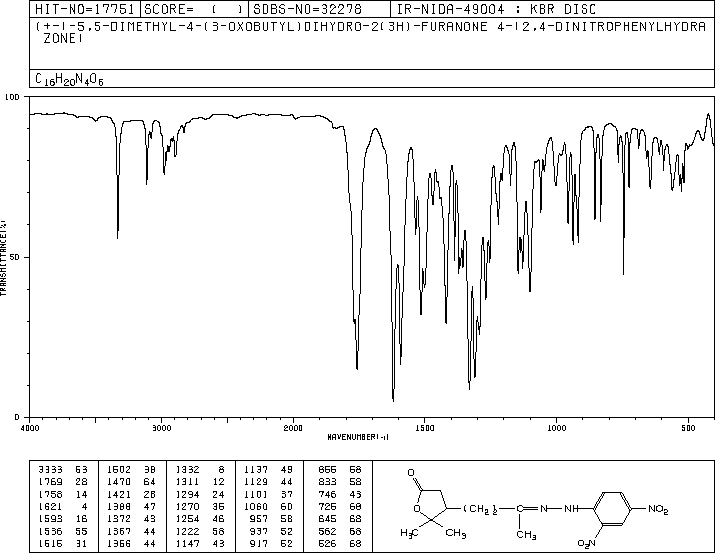 HIT-NO=17751 SCORE= ( ) SDBS-NO=32278 IR-NIDA-49004 : KBR DISC
(+-)-5,5-DIMETHYL-4-(3-OXOBUTYL)DIHYDRO-2(3H)-FURANONE 4-(2,4-DINITROPHENYLHYDRA
ZONE)
C16H20N4O6
100
50
0
TRANSMITTANCE(%)
4000 3000 2000 1500 1000 500
WAVENUMBER(-1)
3333 53 1502 38 1332 8 1137 49 866 58
1769 28 1470 64 1311 12 1129 44 833 58
1758 14 1421 28 1294 24 1101 37 746 43
1621 4 1388 47 1270 35 1060 60 725 68
1593 16 1372 43 1254 46 957 58 645 68
1536 55 1367 44 1222 58 937 52 562 68
1515 31 1356 44 1147 43 917 52 526 68
O
O
(CH2)2
N
NH
NO2
H3C
CH3
CH3
O2N